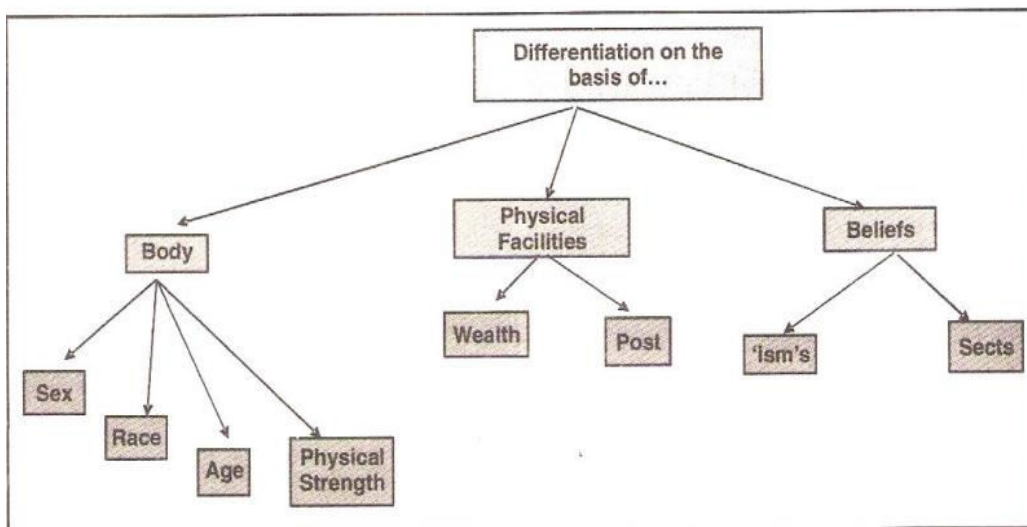 Differentiation on the
basis of...
Body
Physical
Facilities
Beliefs
Sex
Race
Age
Physical
Strength
Wealth
Post
'ism's
Sects